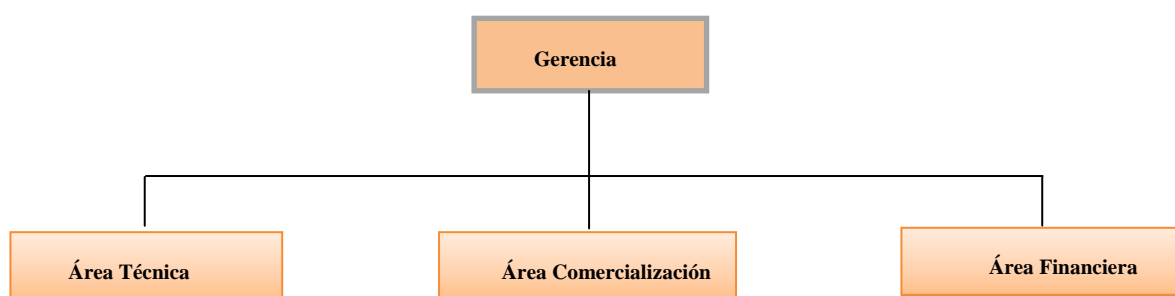 Gerencia
Área Técnica
Área Comercialización
Área Financiera